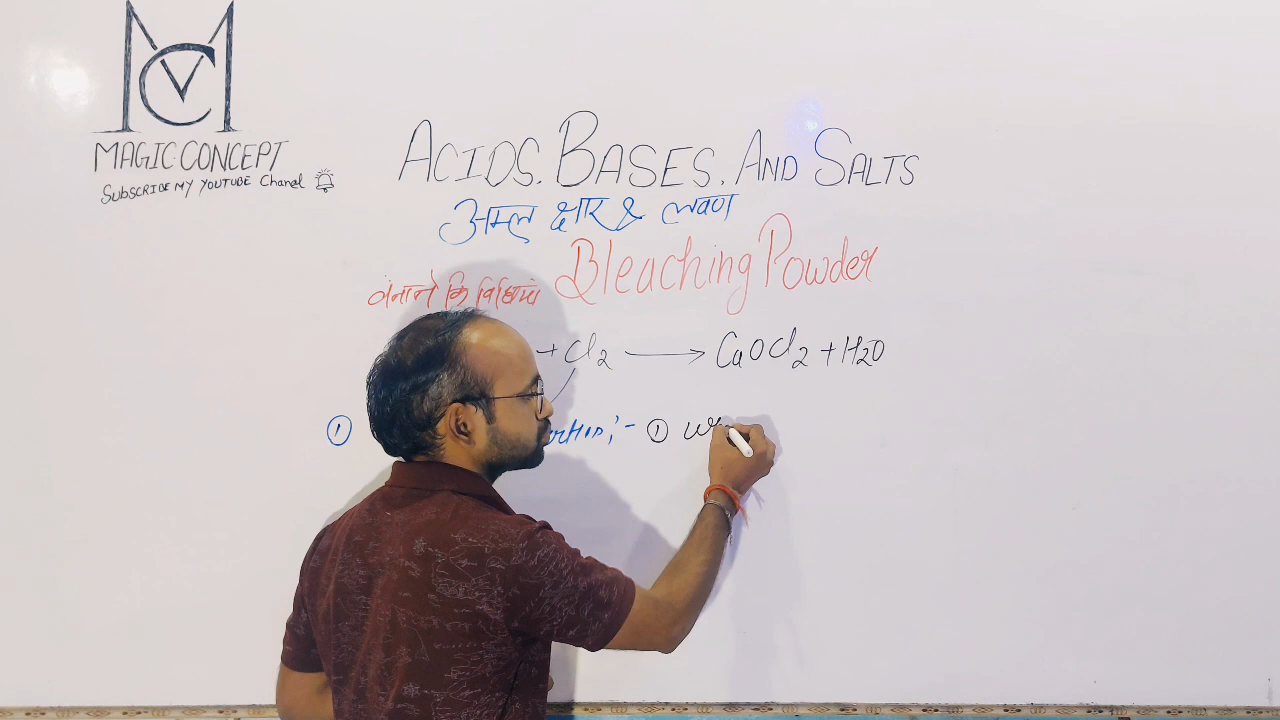 MC
MAGIC CONCEPT
SUBSCRIBE MY YOUTUBE Chanel
ACIDS, BASES, AND SALTS
अम्ल क्षार & लवण
Bleaching Powder
बनाने कि विधियां
+ Cl2 → CaOCl2 + H2O
① :- ①